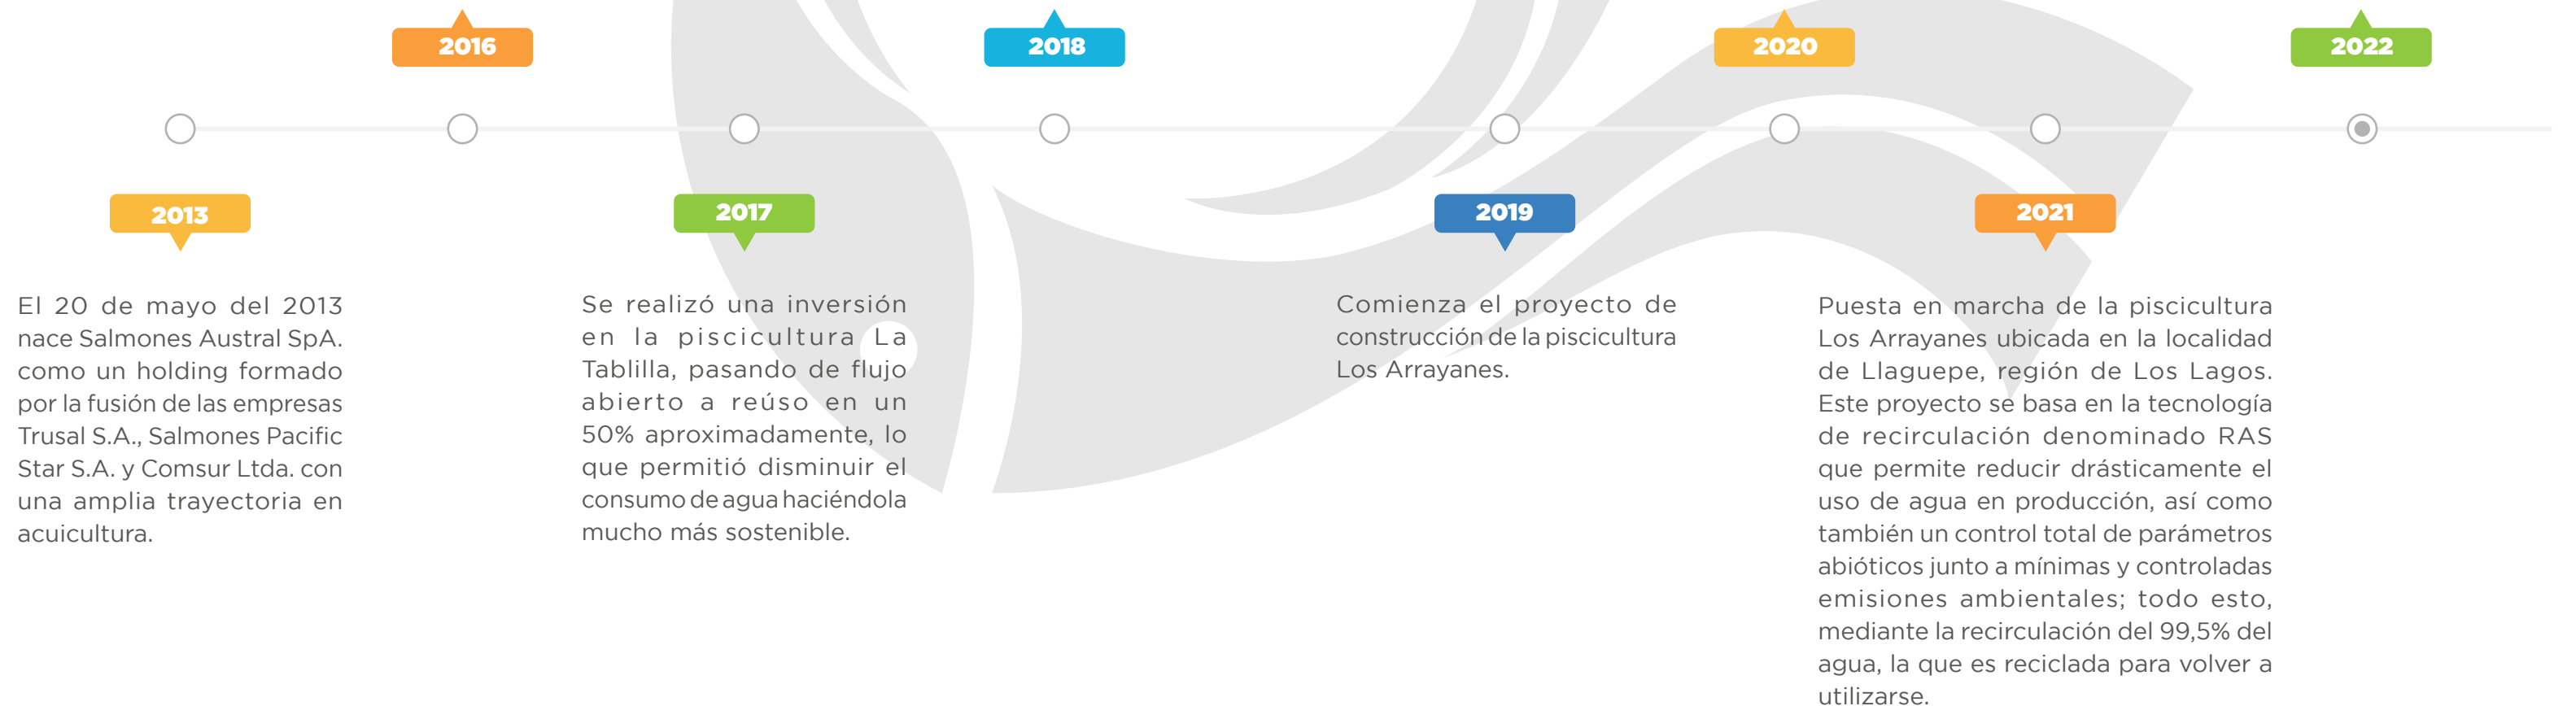 2016
2018
2020
2022
2013
2017
2019
2021
El 20 de mayo del 2013
nace Salmones Austral SpA.
como un holding formado
por la fusión de las empresas
Trusal S.A., Salmones Pacific
Star S.A. y Comsur Ltda. con
una amplia trayectoria en
acuicultura.
Se realizó una inversión
en la piscicultura La
Tablilla, pasando de flujo
abierto a reúso en un
50% aproximadamente, lo
que permitió disminuir el
consumo de agua haciéndola
mucho más sostenible.
Comienza el proyecto de
construcción de la piscicultura
Los Arrayanes.
Puesta en marcha de la piscicultura
Los Arrayanes ubicada en la localidad
de Llaguepe, región de Los Lagos.
Este proyecto se basa en la tecnología
de recirculación denominado RAS
que permite reducir drásticamente el
uso de agua en producción, así como
también un control total de parámetros
abióticos junto a mínimas y controladas
emisiones ambientales; todo esto,
mediante la recirculación del 99,5% del
agua, la que es reciclada para volver a
utilizarse.